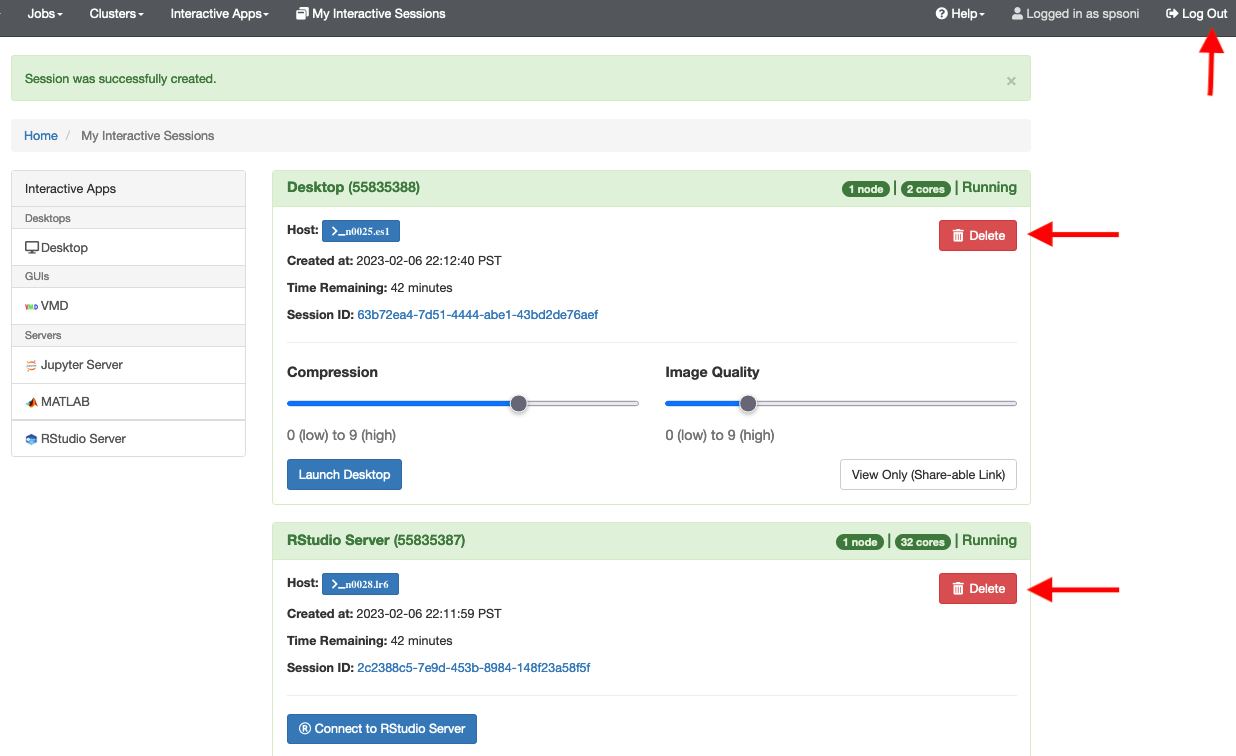 Jobs Clusters Interactive Apps My Interactive Sessions Help Logged in as spsoni Log Out
Session was successfully created. ×
Home / My Interactive Sessions
Interactive Apps
Desktops
Desktop
GUIs
VMD
Servers
Jupyter Server
MATLAB
RStudio Server
Desktop (55835388) 1 node | 2 cores | Running
Host: >_n0025.es1
Delete
Created at: 2023-02-06 22:12:40 PST
Time Remaining: 42 minutes
Session ID: 63b72ea4-7d51-4444-abe1-43bd2de76aef
Compression Image Quality
0 (low) to 9 (high) 0 (low) to 9 (high)
Launch Desktop View Only (Share-able Link)
RStudio Server (55835387) 1 node | 32 cores | Running
Host: >_n0028.lr6
Delete
Created at: 2023-02-06 22:11:59 PST
Time Remaining: 42 minutes
Session ID: 2c2388c5-7e9d-453b-8984-148f23a58f5f
® Connect to RStudio Server